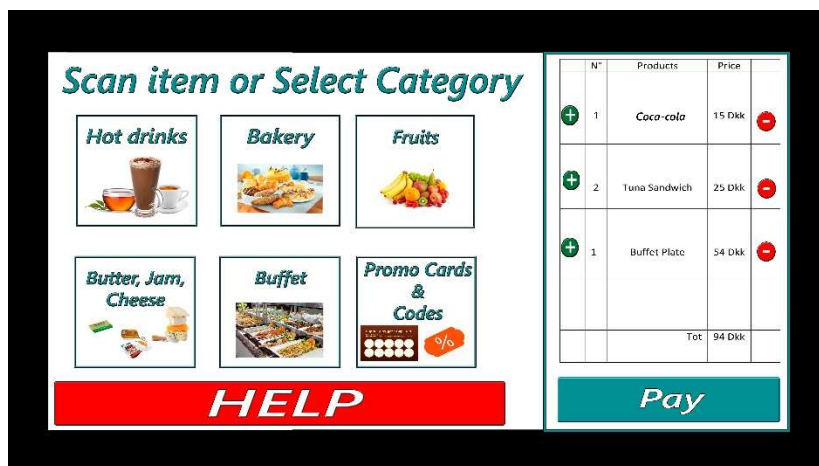 Scan item or Select Category
Hot drinks
Bakery
Fruits
Butter, Jam,
Cheese
Buffet
Promo Cards
&
Codes
%
HELP
N° Products Price
1 Coca-cola 15 Dkk
2 Tuna Sandwich 25 Dkk
1 Buffet Plate 54 Dkk
Tot 94 Dkk
Pay